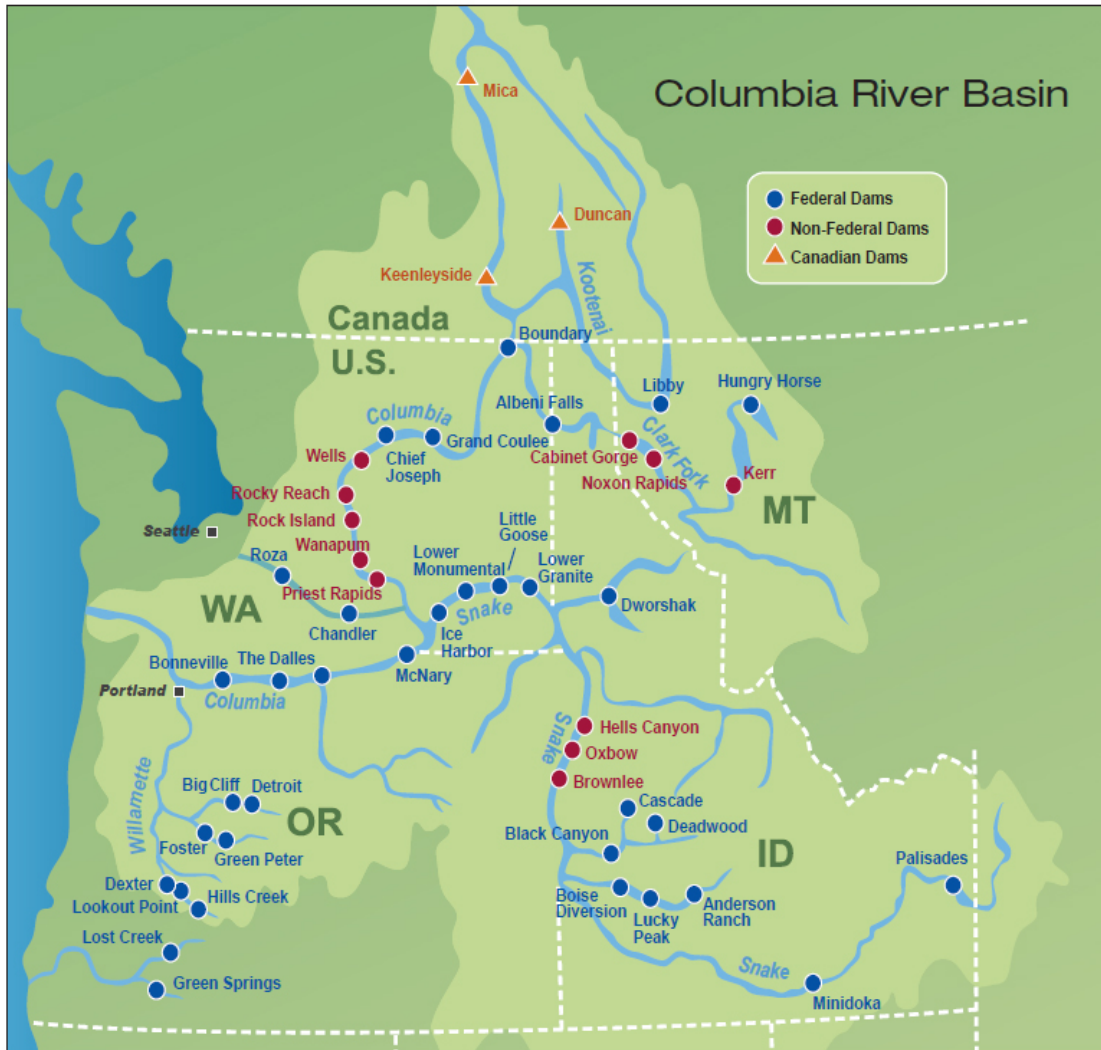 Columbia River Basin
Mica
Federal Dams
Non-Federal Dams
Canadian Dams
Duncan
Keenleyside
Kootenai
Canada
U.S.
Boundary
Libby
Hungry Horse
Albeni Falls
Columbia
Grand Coulee
Chief
Joseph
Wells
Cabinet Gorge
Noxon Rapids
Clark Fork
Kerr
MT
Rocky Reach
Rock Island
Seattle
Wanapum
Roza
Priest Rapids
Little
Goose
Lower
Monumental
Lower
Granite
Snake
Dworshak
WA
Chandler
Ice
Harbor
McNary
Bonneville
The Dalles
Portland
Columbia
Hells Canyon
Snake
Oxbow
Brownlee
Willamette
Big Cliff
Detroit
OR
Foster
Green Peter
Cascade
Deadwood
Black Canyon
ID
Palisades
Dexter
Lookout Point
Hills Creek
Boise
Diversion
Lucky
Peak
Anderson
Ranch
Lost Creek
Green Springs
Snake
Minidoka